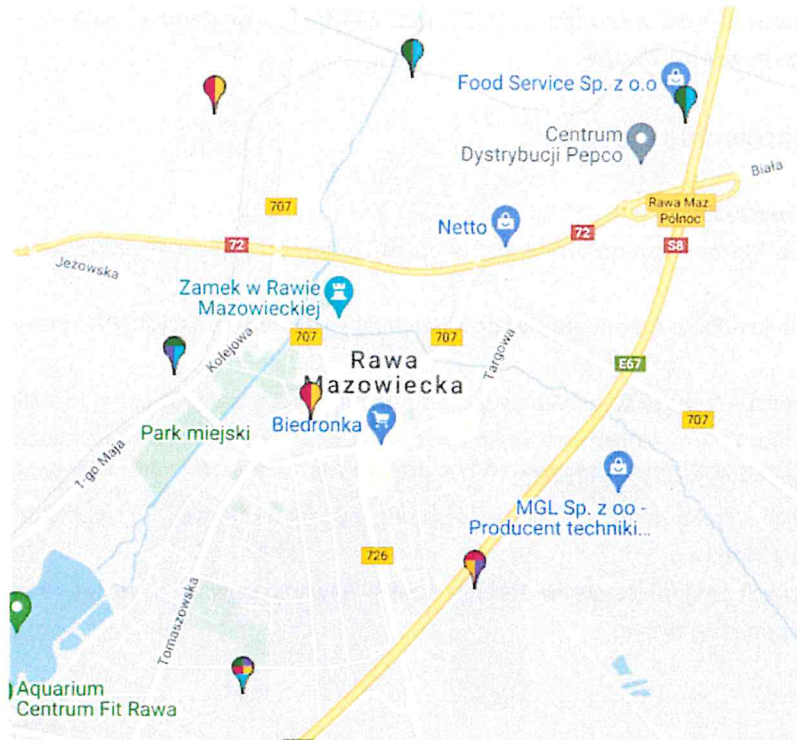 Food Service Sp. z o.o
Centrum
Dystrybucji Pepco
Biała
707
Rawa Maz.
Północ
Netto
72
72
S8
Jeżowska
Zamek w Rawie
Mazowieckiej
Kolejowa
707
707
Targowa
Rawa
Mazowiecka
E67
Biedronka
707
Park miejski
1-go Maja
MGL Sp. z oo -
Producent techniki...
726
Tomaszowska
Aquarium
Centrum Fit Rawa